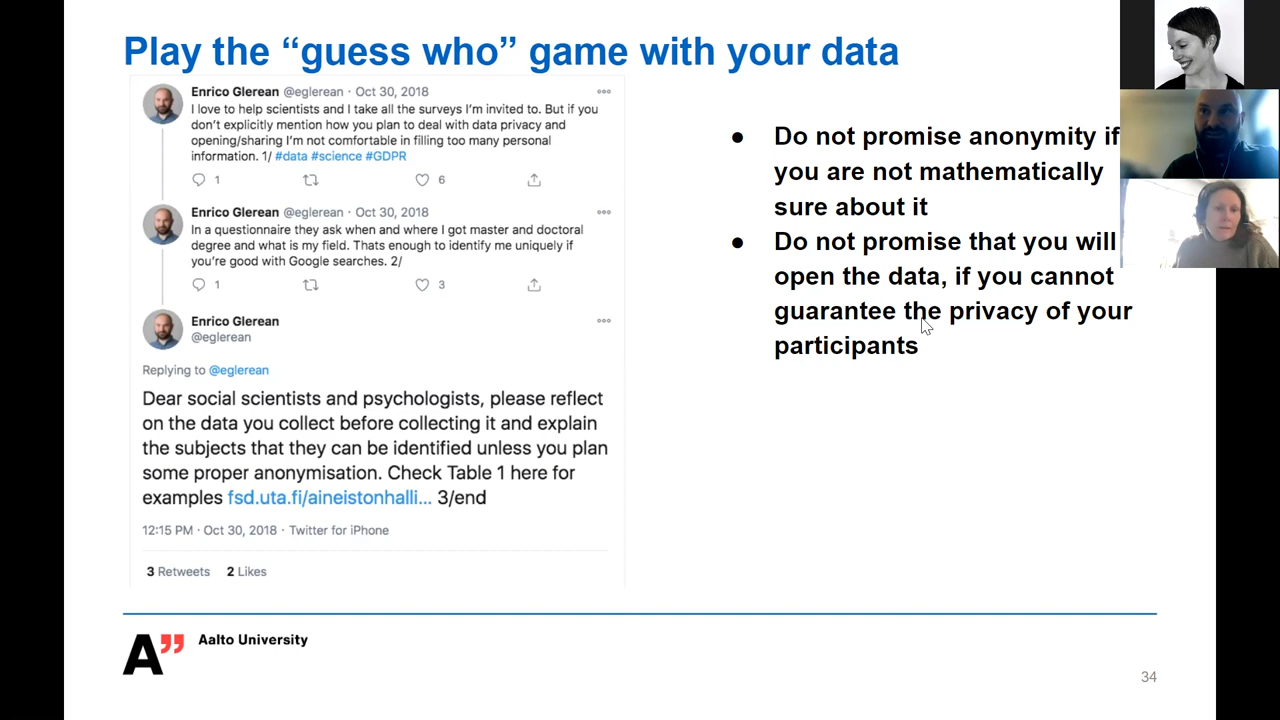 Play the “guess who” game with your data
Enrico Glerean @eglerean · Oct 30, 2018
I love to help scientists and I take all the surveys I’m invited to. But if you
don’t explicitly mention how you plan to deal with data privacy and
opening/sharing I’m not comfortable in filling too many personal
information. 1/ #data #science #GDPR
1 6
Enrico Glerean @eglerean · Oct 30, 2018
In a questionnaire they ask when and where I got master and doctoral
degree and what is my field. Thats enough to identify me uniquely if
you’re good with Google searches. 2/
1 3
Enrico Glerean
@eglerean
Replying to @eglerean
Dear social scientists and psychologists, please reflect
on the data you collect before collecting it and explain
the subjects that they can be identified unless you plan
some proper anonymisation. Check Table 1 here for
examples fsd.uta.fi/aineistonhalli... 3/end
12:15 PM · Oct 30, 2018 · Twitter for iPhone
3 Retweets 2 Likes
● Do not promise anonymity if
you are not mathematically
sure about it
● Do not promise that you will
open the data, if you cannot
guarantee the privacy of your
participants
A” Aalto University
34